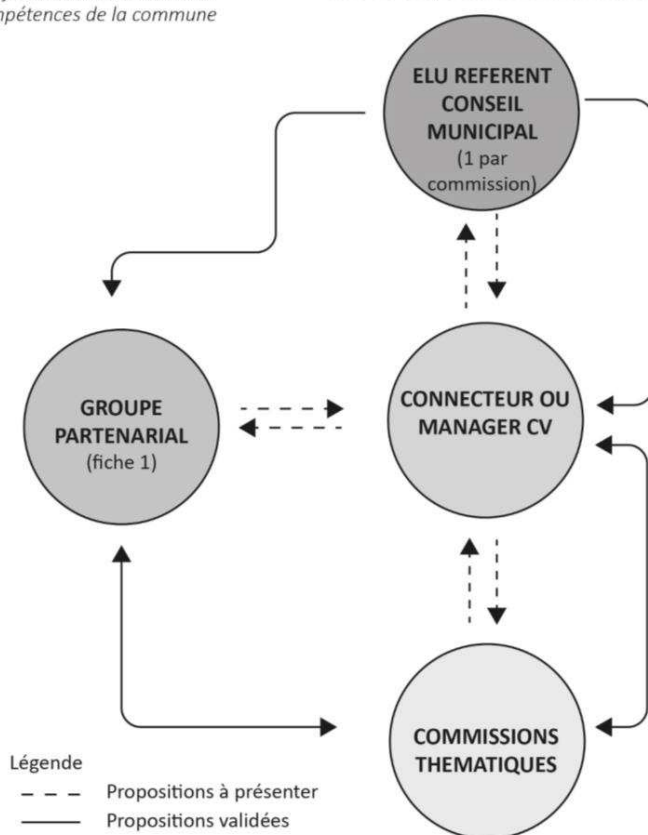 compétences de la commune
ELU REFERENT
CONSEIL
MUNICIPAL
(1 par
commission)
GROUPE
PARTENARIAL
(fiche 1)
CONNECTEUR OU
MANAGER CV
COMMISSIONS
THEMATIQUES
Légende
Propositions à présenter
Propositions validées